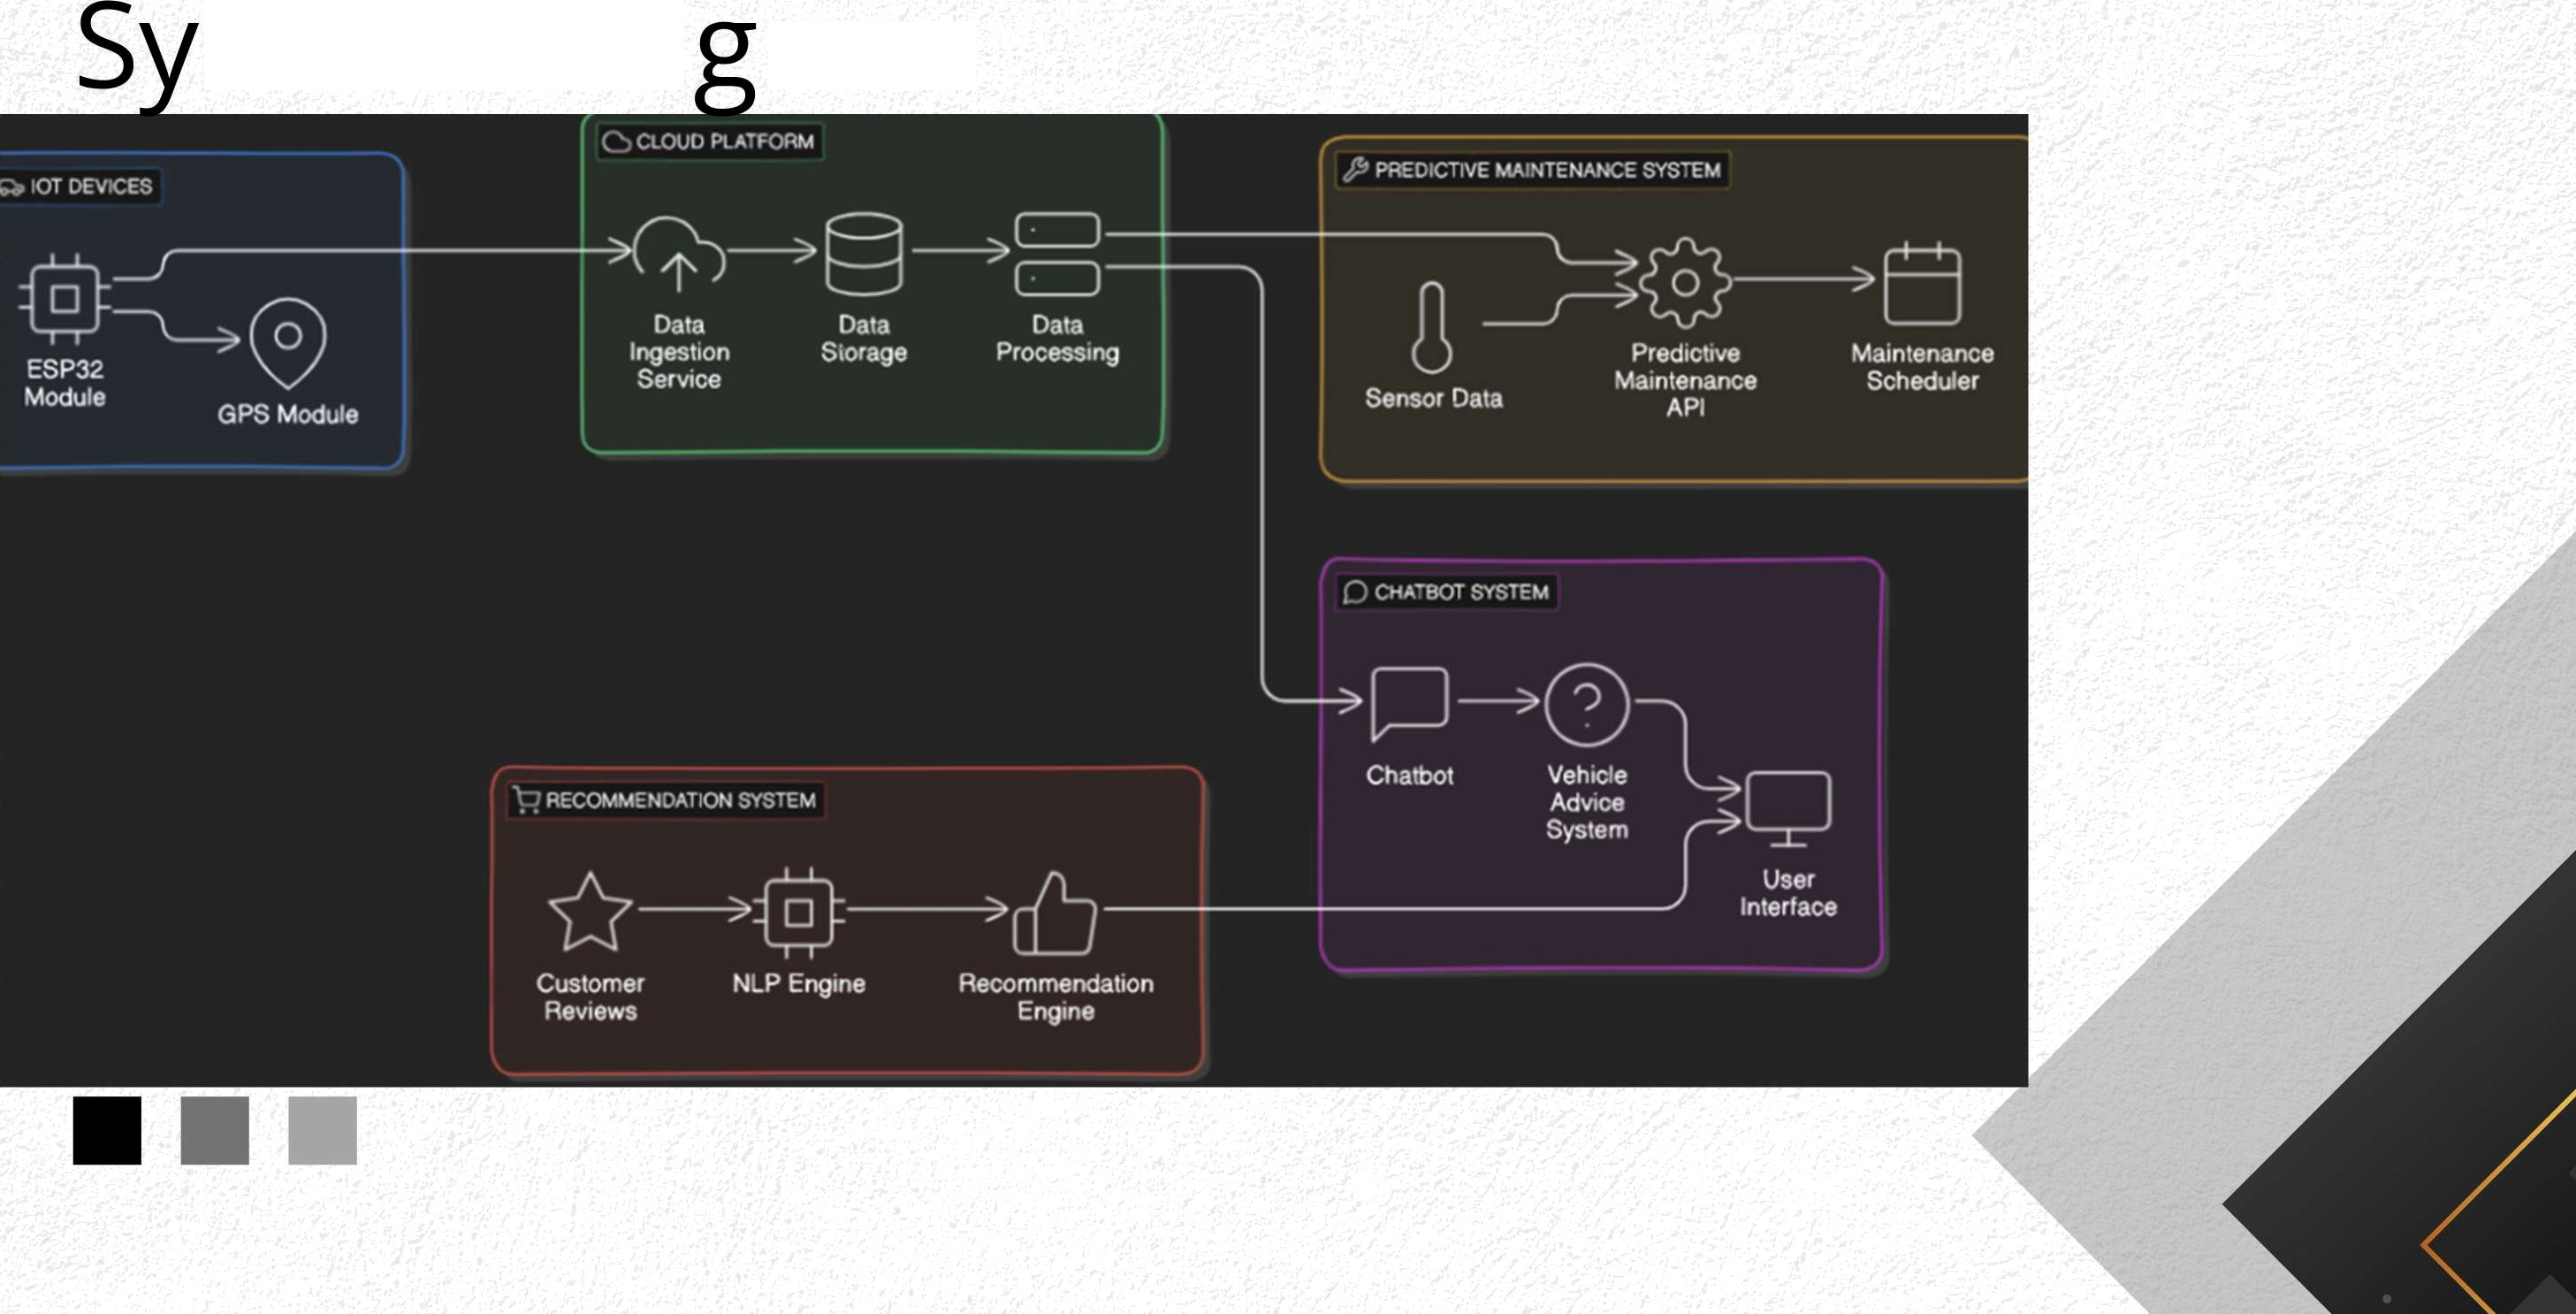 Sy g
CLOUD PLATFORM
IOT DEVICES
PREDICTIVE MAINTENANCE SYSTEM
ESP32
Module
GPS Module
Data
Ingestion
Service
Data
Storage
Data
Processing
Sensor Data
Predictive
Maintenance
API
Maintenance
Scheduler
CHATBOT SYSTEM
Chatbot
Vehicle
Advice
System
User
Interface
RECOMMENDATION SYSTEM
Customer
Reviews
NLP Engine
Recommendation
Engine